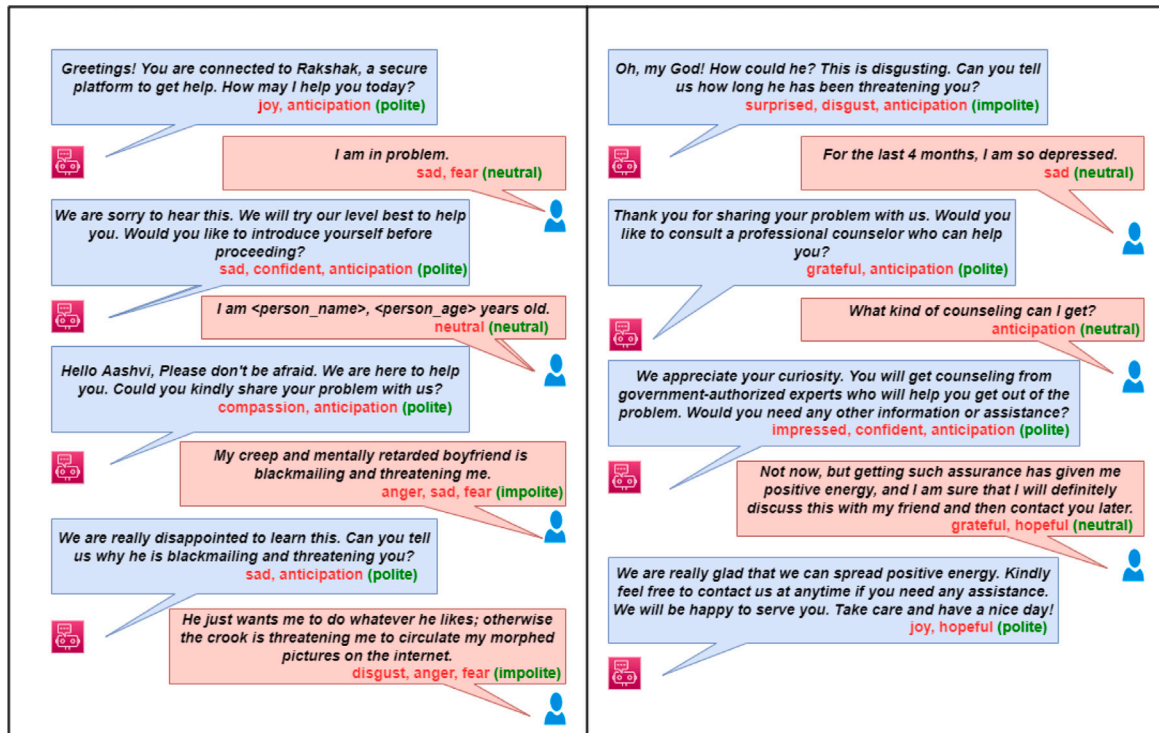 Greetings! You are connected to Rakshak, a secure
platform to get help. How may I help you today?
joy, anticipation (polite)
I am in problem.
sad, fear (neutral)
We are sorry to hear this. We will try our level best to help
you. Would you like to introduce yourself before
proceeding?
sad, confident, anticipation (polite)
I am <person_name>, <person_age> years old.
neutral (neutral)
Hello Aashvi, Please don't be afraid. We are here to help
you. Could you kindly share your problem with us?
compassion, anticipation (polite)
My creep and mentally retarded boyfriend is
blackmailing and threatening me.
anger, sad, fear (impolite)
We are really disappointed to learn this. Can you tell
us why he is blackmailing and threatening you?
sad, anticipation (polite)
He just wants me to do whatever he likes; otherwise
the crook is threatening me to circulate my morphed
pictures on the internet.
disgust, anger, fear (impolite)
Oh, my God! How could he? This is disgusting. Can you tell
us how long he has been threatening you?
surprised, disgust, anticipation (impolite)
For the last 4 months, I am so depressed.
sad (neutral)
Thank you for sharing your problem with us. Would you
like to consult a professional counselor who can help
you?
grateful, anticipation (polite)
What kind of counseling can I get?
anticipation (neutral)
We appreciate your curiosity. You will get counseling from
government-authorized experts who will help you get out of the
problem. Would you need any other information or assistance?
impressed, confident, anticipation (polite)
Not now, but getting such assurance has given me
positive energy, and I am sure that I will definitely
discuss this with my friend and then contact you later.
grateful, hopeful (neutral)
We are really glad that we can spread positive energy. Kindly
feel free to contact us at anytime if you need any assistance.
We will be happy to serve you. Take care and have a nice day!
joy, hopeful (polite)